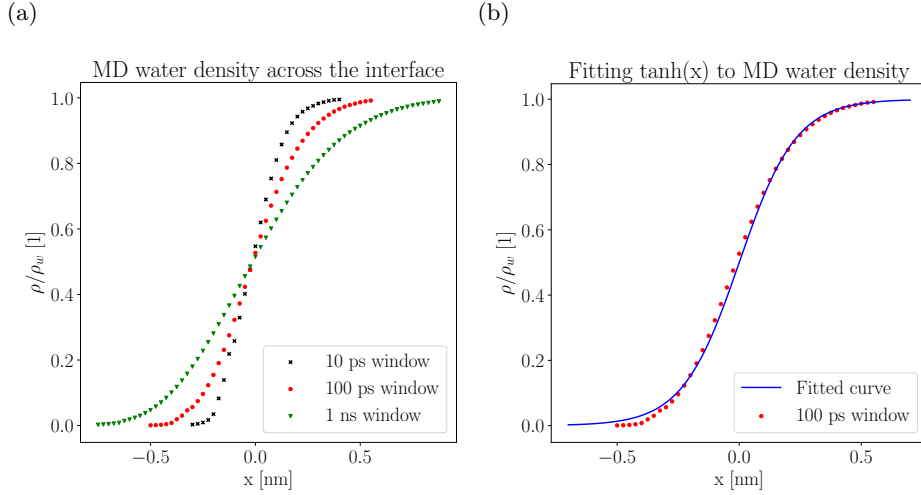 (a)
MD water density across the interface
1.0
0.8
0.6
0.4
0.2
0.0
ρ/ρ_w [1]
10 ps window
100 ps window
1 ns window
−0.5
0.0
0.5
x [nm]
(b)
Fitting tanh(x) to MD water density
1.0
0.8
0.6
0.4
0.2
0.0
ρ/ρ_w [1]
Fitted curve
100 ps window
−0.5
0.0
0.5
x [nm]